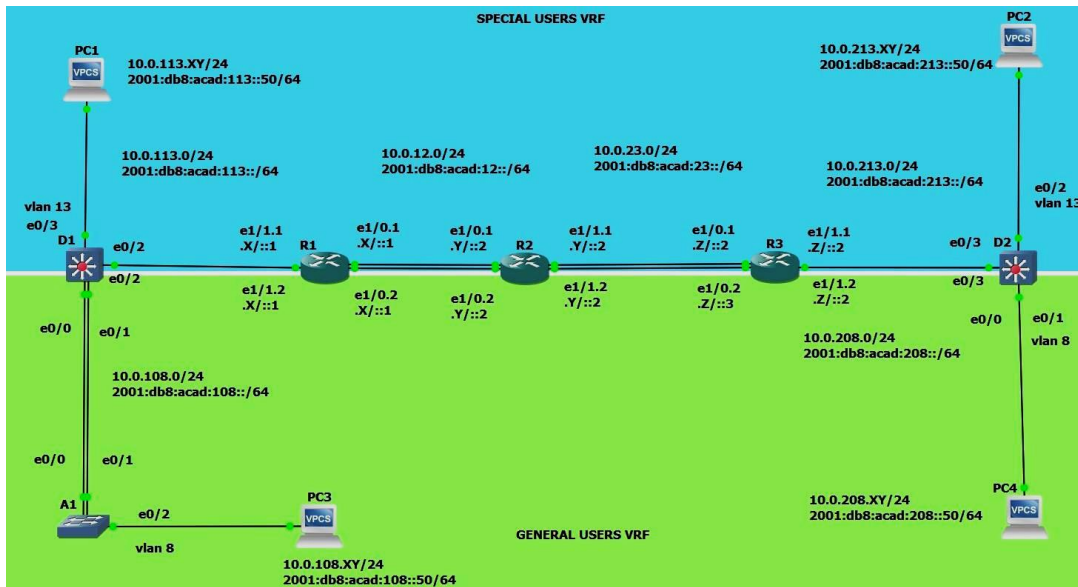 SPECIAL USERS VRF
PC1
VPCS
10.0.113.XY/24
2001:db8:acad:113::50/64
PC2
VPCS
10.0.213.XY/24
2001:db8:acad:213::50/64
10.0.113.0/24
2001:db8:acad:113::/64
10.0.12.0/24
2001:db8:acad:12::/64
10.0.23.0/24
2001:db8:acad:23::/64
10.0.213.0/24
2001:db8:acad:213::/64
e0/2
vlan 13
vlan 13
e0/3
D1
e0/2
e0/2
e1/1.1
.X/::1
R1
e1/0.1
.X/::1
e1/0.1
.Y/::2
R2
e1/1.1
.Y/::2
e1/0.1
.Z/::2
R3
e1/1.1
.Z/::2
e0/3
D2
e0/3
e1/1.2
.X/::1
e1/0.2
.X/::1
e1/0.2
.Y/::2
e1/1.2
.Y/::2
e1/0.2
.Z/::3
e1/1.2
.Z/::2
e0/0
e0/1
e0/0
e0/1
vlan 8
10.0.208.0/24
2001:db8:acad:208::/64
10.0.108.0/24
2001:db8:acad:108::/64
e0/0
e0/1
A1
e0/2
vlan 8
PC3
VPCS
10.0.108.XY/24
2001:db8:acad:108::50/64
PC4
VPCS
10.0.208.XY/24
2001:db8:acad:208::50/64
GENERAL USERS VRF